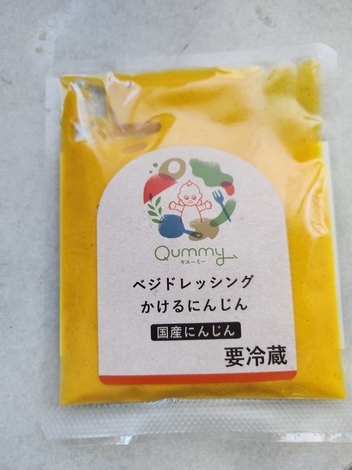 Qummy
キユーミー
ベジドレッシング
かけるにんじん
国産にんじん
要冷蔵